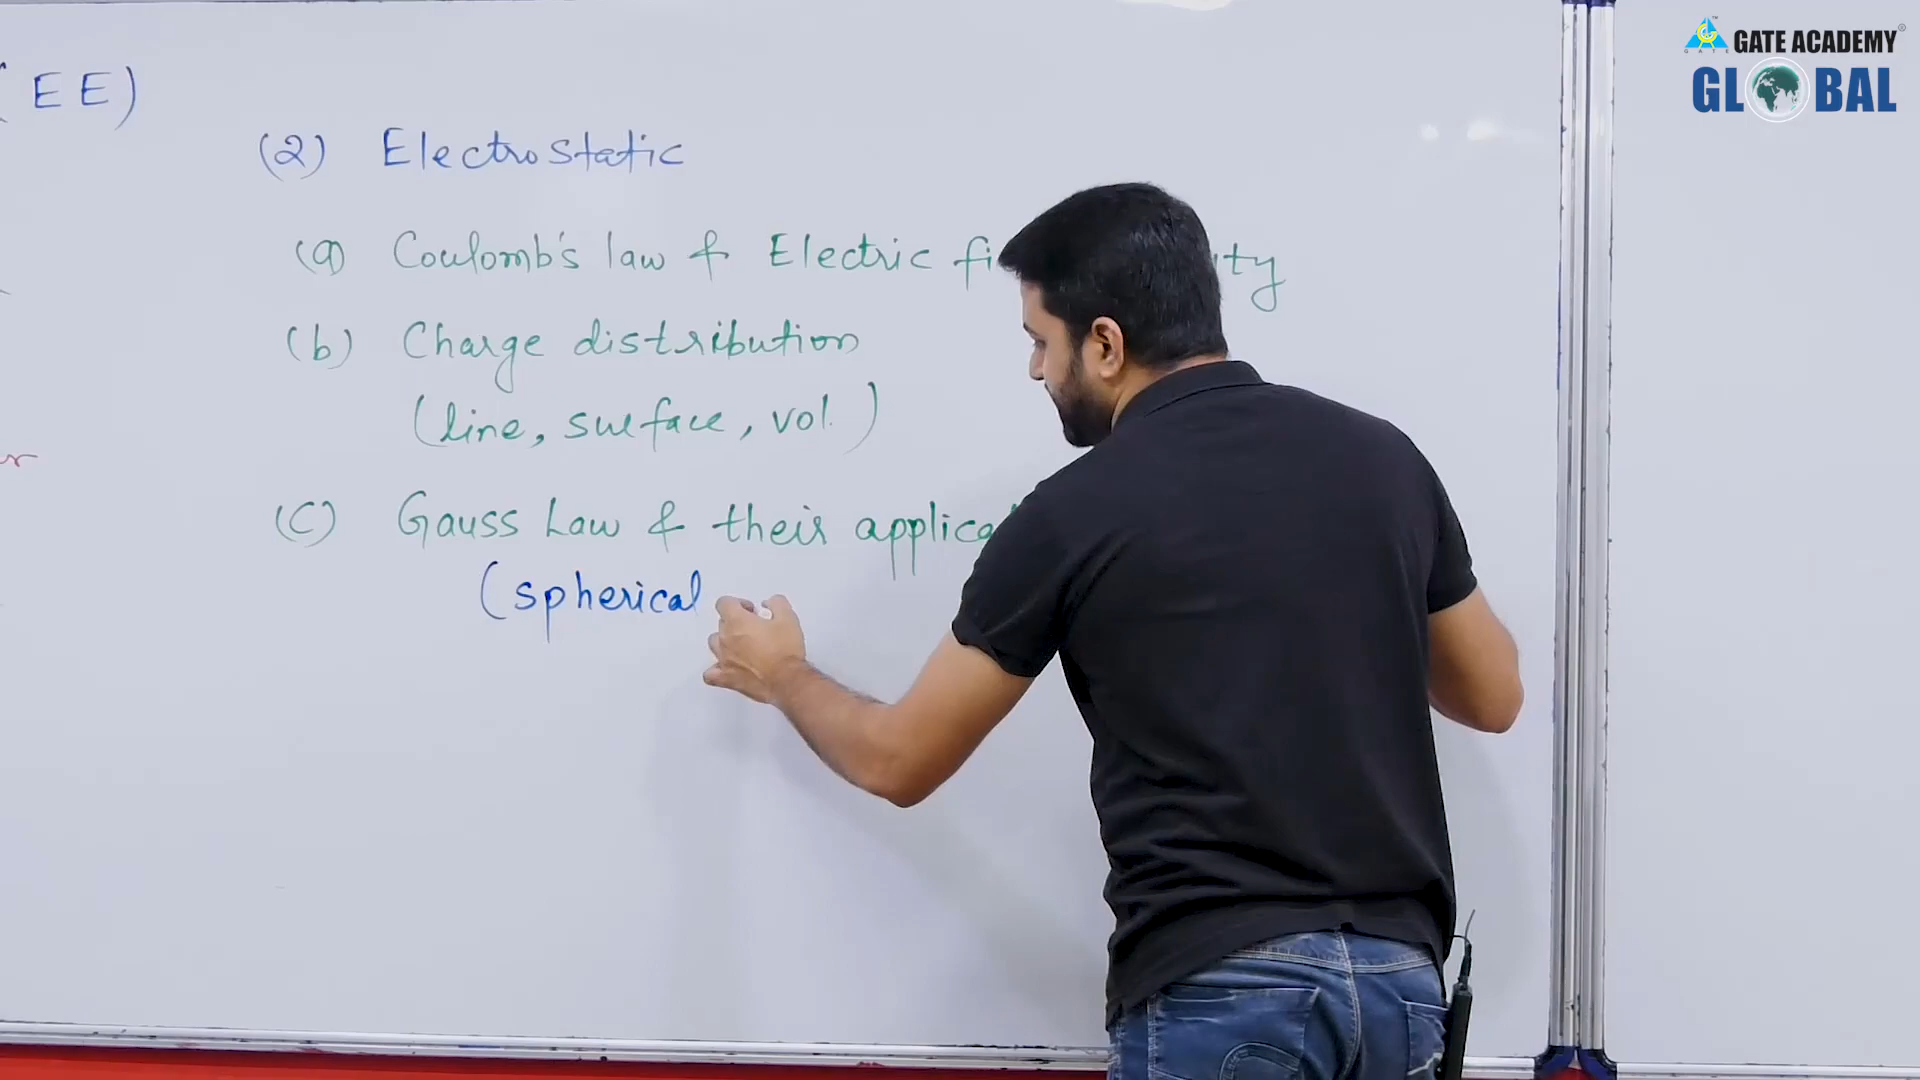 (EE)
(2) Electrostatic
(a) Coulomb's law & Electric fi ty
(b) Charge distribution
(line, surface, vol.)
(C) Gauss Law & their applica
(spherical
GATE ACADEMY
GLOBAL